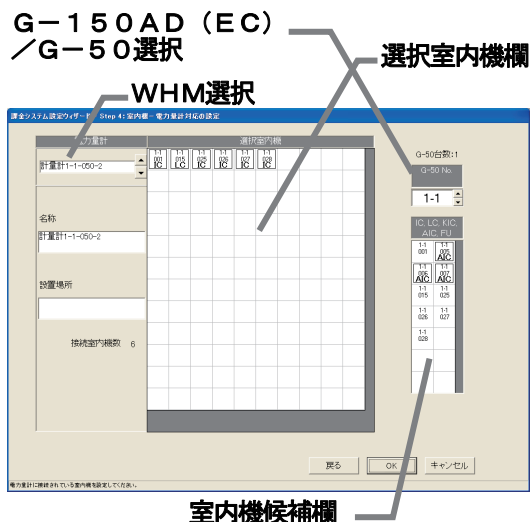 G－150AD（EC）
／G－50選択
選択室内機欄
WHM選択
課金システム設定ウィザード Step 4: 室内機－電力量計対応の設定
電力量計
選択室内機
計量計1-1-050-2
1-1 001 IC
1-1 015 LC
1-1 025 IC
1-1 026 IC
1-1 027 IC
1-1 028 IC
G-50台数:1
G-50 No.
1-1
名称
計量計1-1-050-2
IC, LC, KIC, AIC, FU
1-1 001
1-1 005 AIC
1-1 006 AIC
1-1 007 AIC
1-1 015
1-1 025
1-1 026
1-1 027
1-1 028
設置場所
接続室内機数 6
戻る
OK
キャンセル
電力量計に接続されている室内機を設定してください。
室内機候補欄